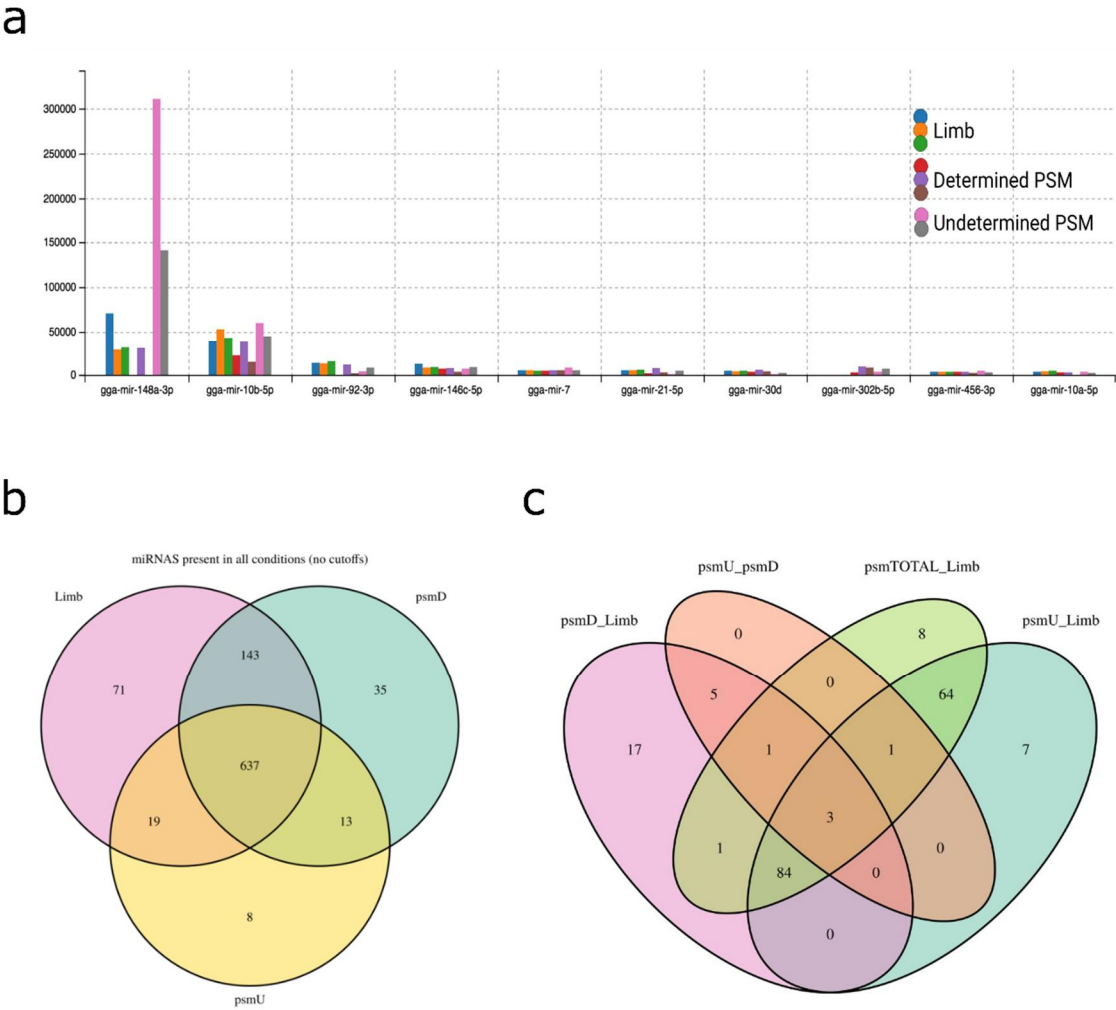 a
300000
250000
200000
150000
100000
50000
0
Limb
Determined PSM
Undetermined PSM
gga-mir-148a-3p gga-mir-10b-5p gga-mir-92-3p gga-mir-146c-5p gga-mir-7 gga-mir-21-5p gga-mir-30d gga-mir-302b-5p gga-mir-456-3p gga-mir-10a-5p
b
miRNAS present in all conditions (no cutoffs)
Limb
psmD
143
71
35
637
19
13
8
psmU
c
psmU_psmD
psmTOTAL_Limb
psmD_Limb
psmU_Limb
0
8
5
0
64
17
1
1
7
3
1
84
0
0
0